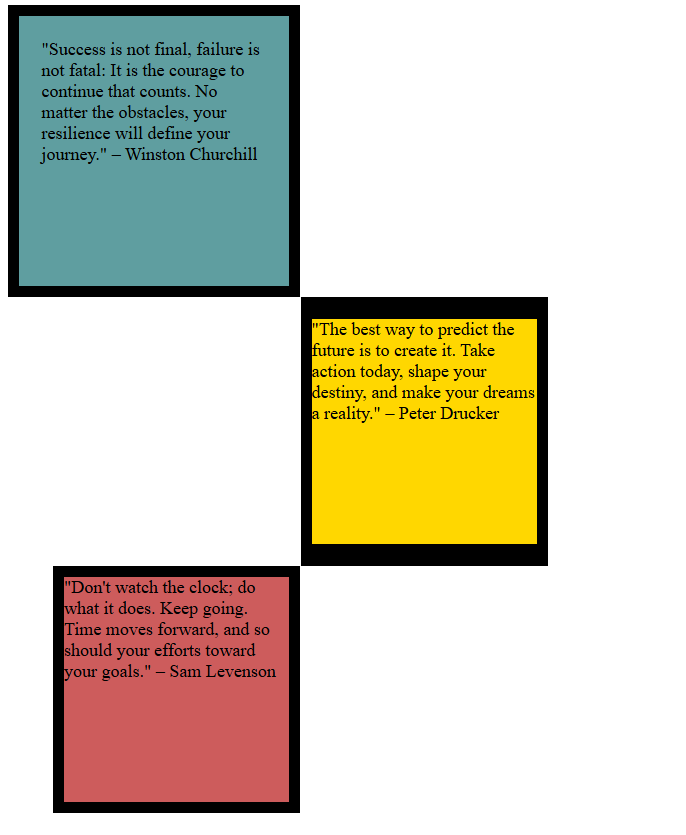 "Success is not final, failure is
not fatal: It is the courage to
continue that counts. No
matter the obstacles, your
resilience will define your
journey." – Winston Churchill
"The best way to predict the
future is to create it. Take
action today, shape your
destiny, and make your dreams
a reality." – Peter Drucker
"Don't watch the clock; do
what it does. Keep going.
Time moves forward, and so
should your efforts toward
your goals." – Sam Levenson